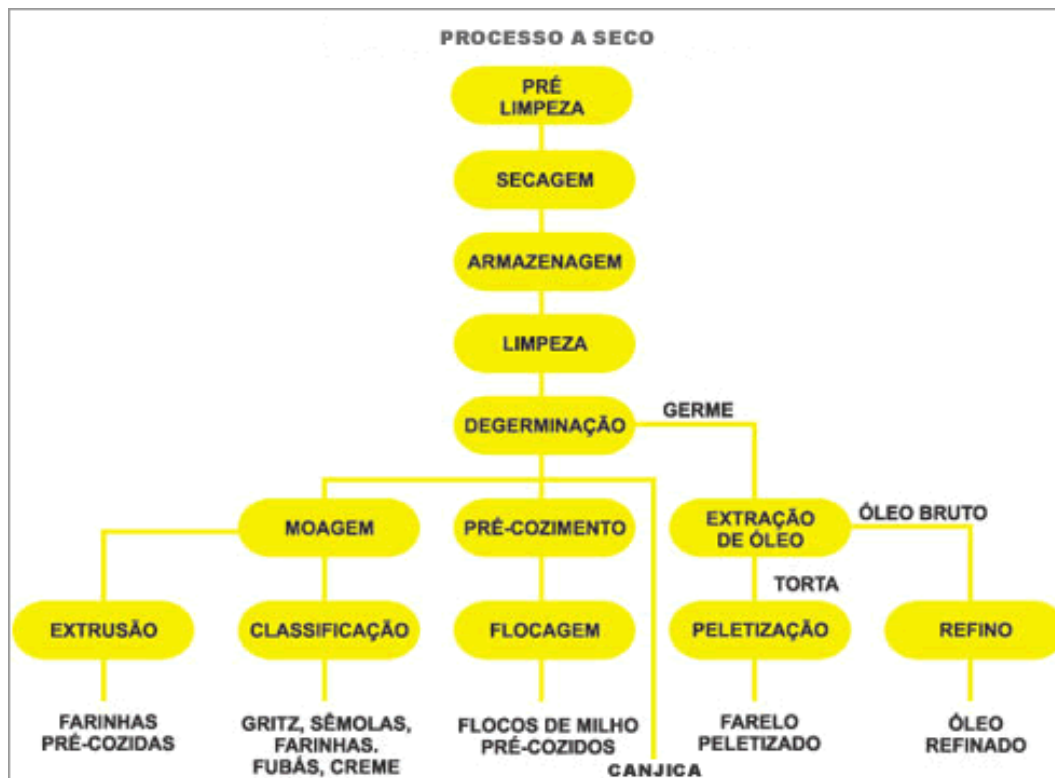 PROCESSO A SECO
PRÉ
LIMPEZA
SECAGEM
ARMAZENAGEM
LIMPEZA
DEGERMINAÇÃO
GERME
MOAGEM
PRÉ-COZIMENTO
EXTRAÇÃO
DE ÓLEO
ÓLEO BRUTO
TORTA
EXTRUSÃO
CLASSIFICAÇÃO
FLOCAGEM
PELETIZAÇÃO
REFINO
FARINHAS
PRÉ-COZIDAS
GRITZ, SÊMOLAS,
FARINHAS.
FUBÁS, CREME
FLOCOS DE MILHO
PRÉ-COZIDOS
CANJICA
FARELO
PELETIZADO
ÓLEO
REFINADO